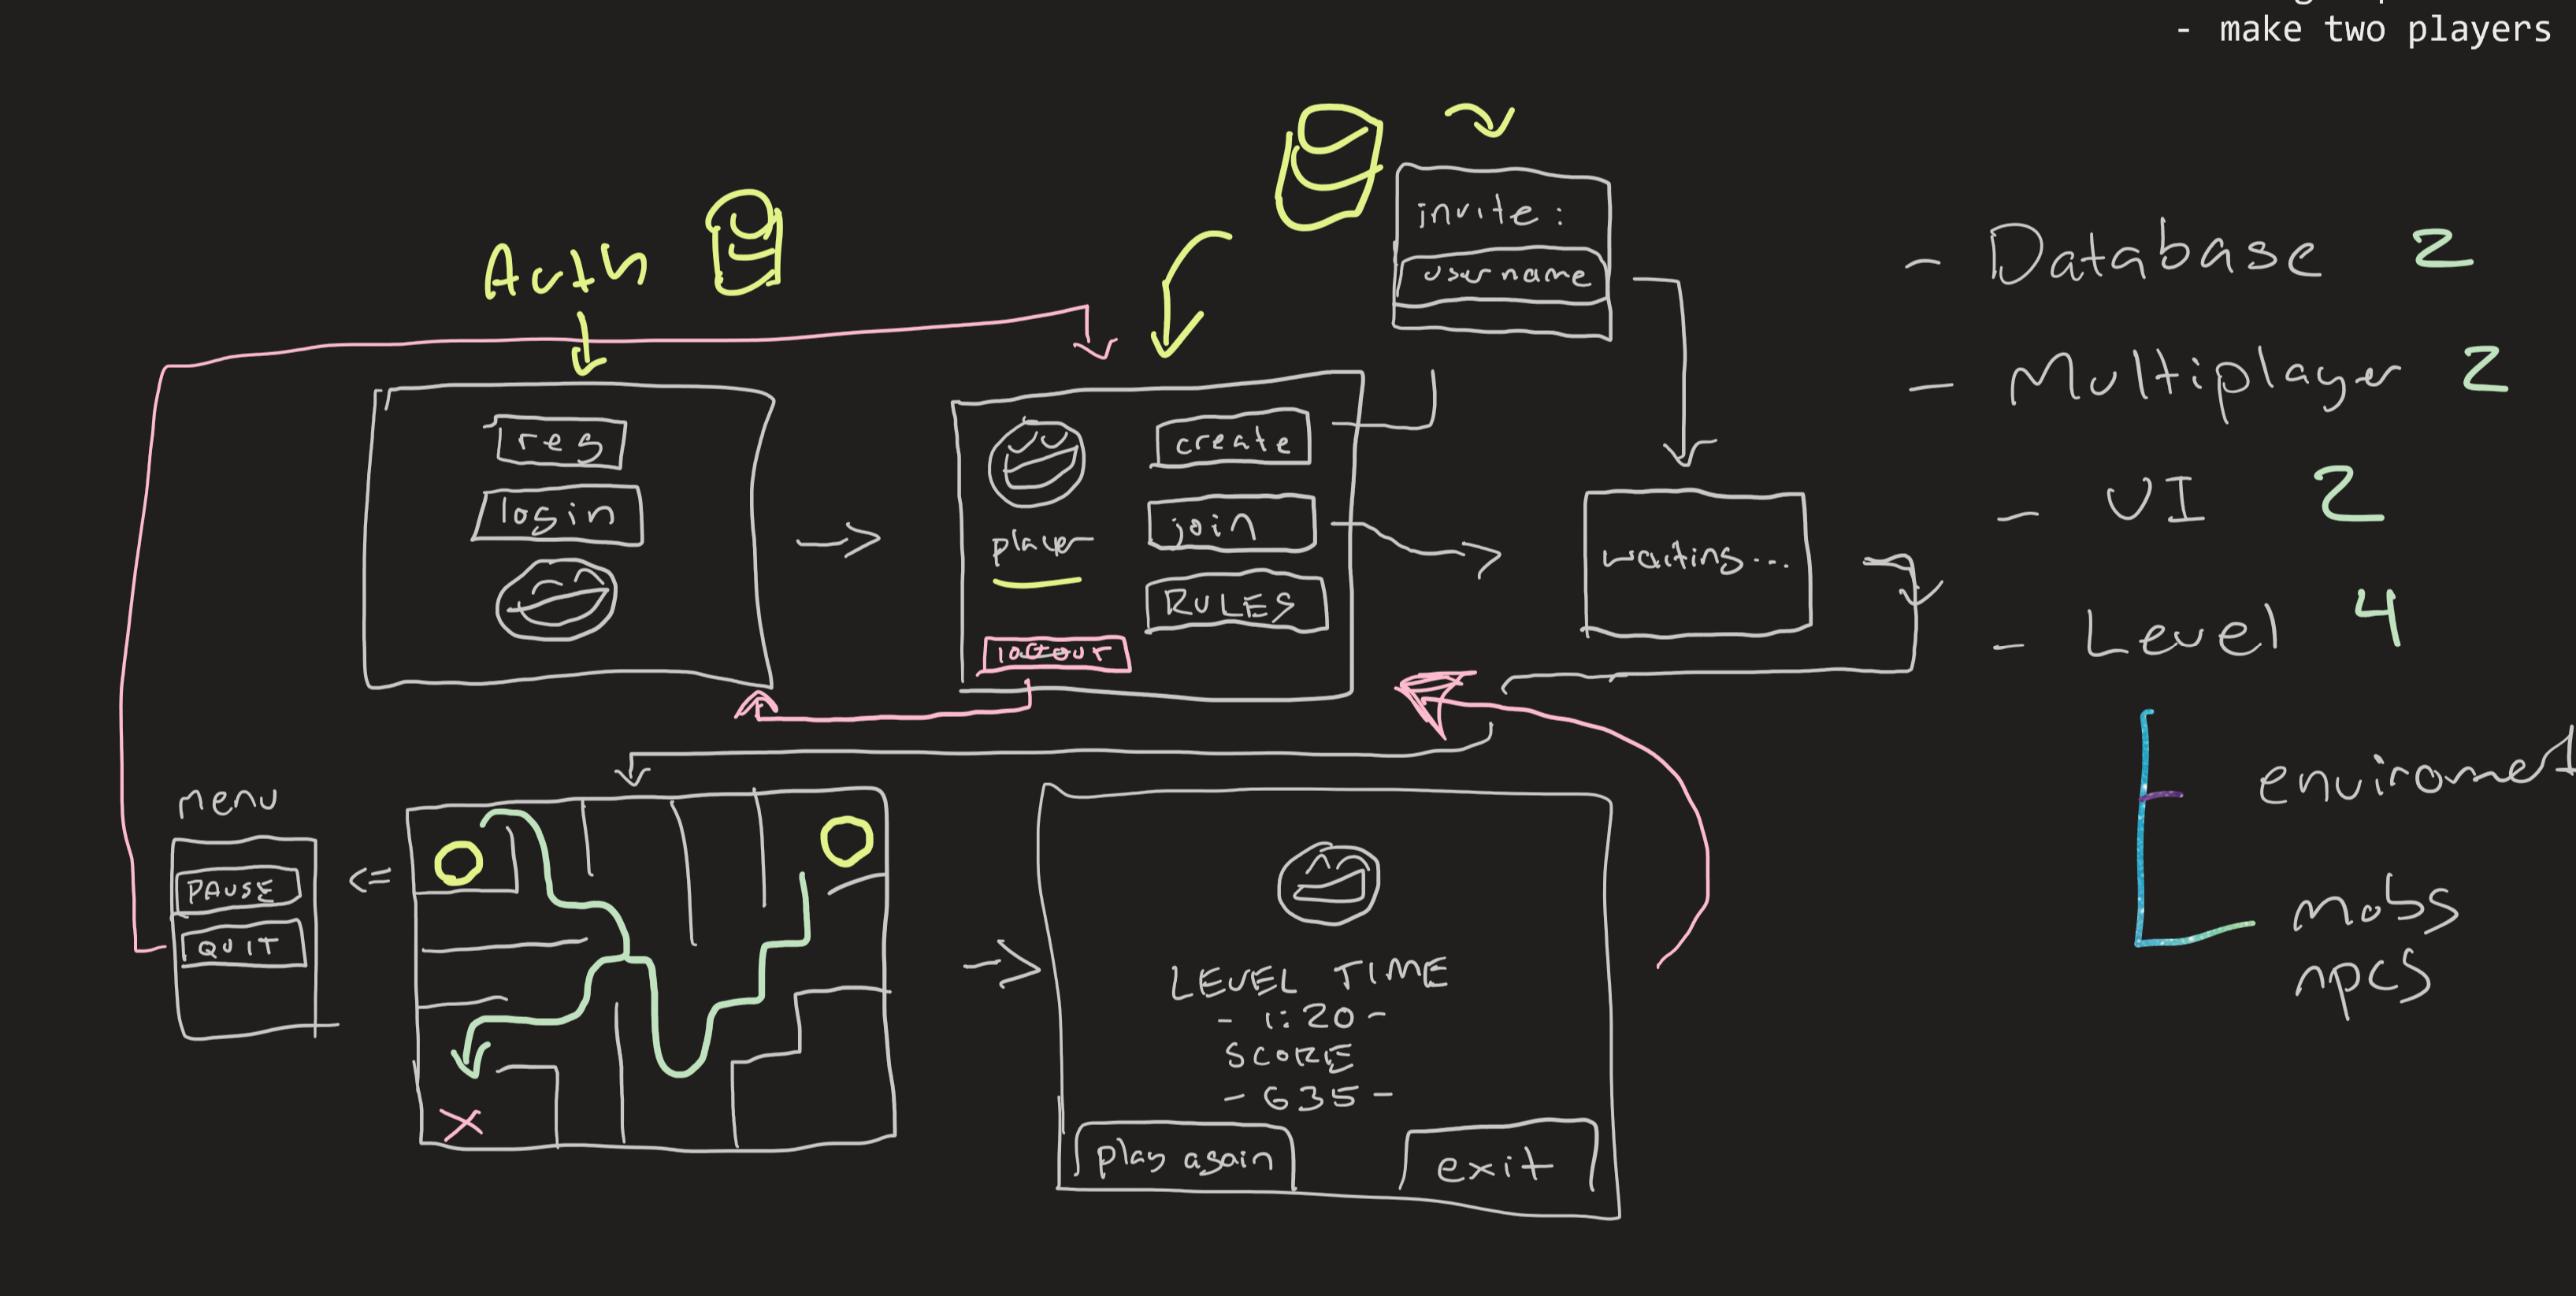 - make two players
invite:
username
Auth
res
login
player
create
join
RULES
logout
waiting...
menu
PAUSE
QUIT
<=
X
LEVEL TIME
- 1:20 -
SCORE
- 635 -
play again
exit
- Database 2
- Multiplayer 2
- UI 2
- Level 4
enviroment
mobs
npcs